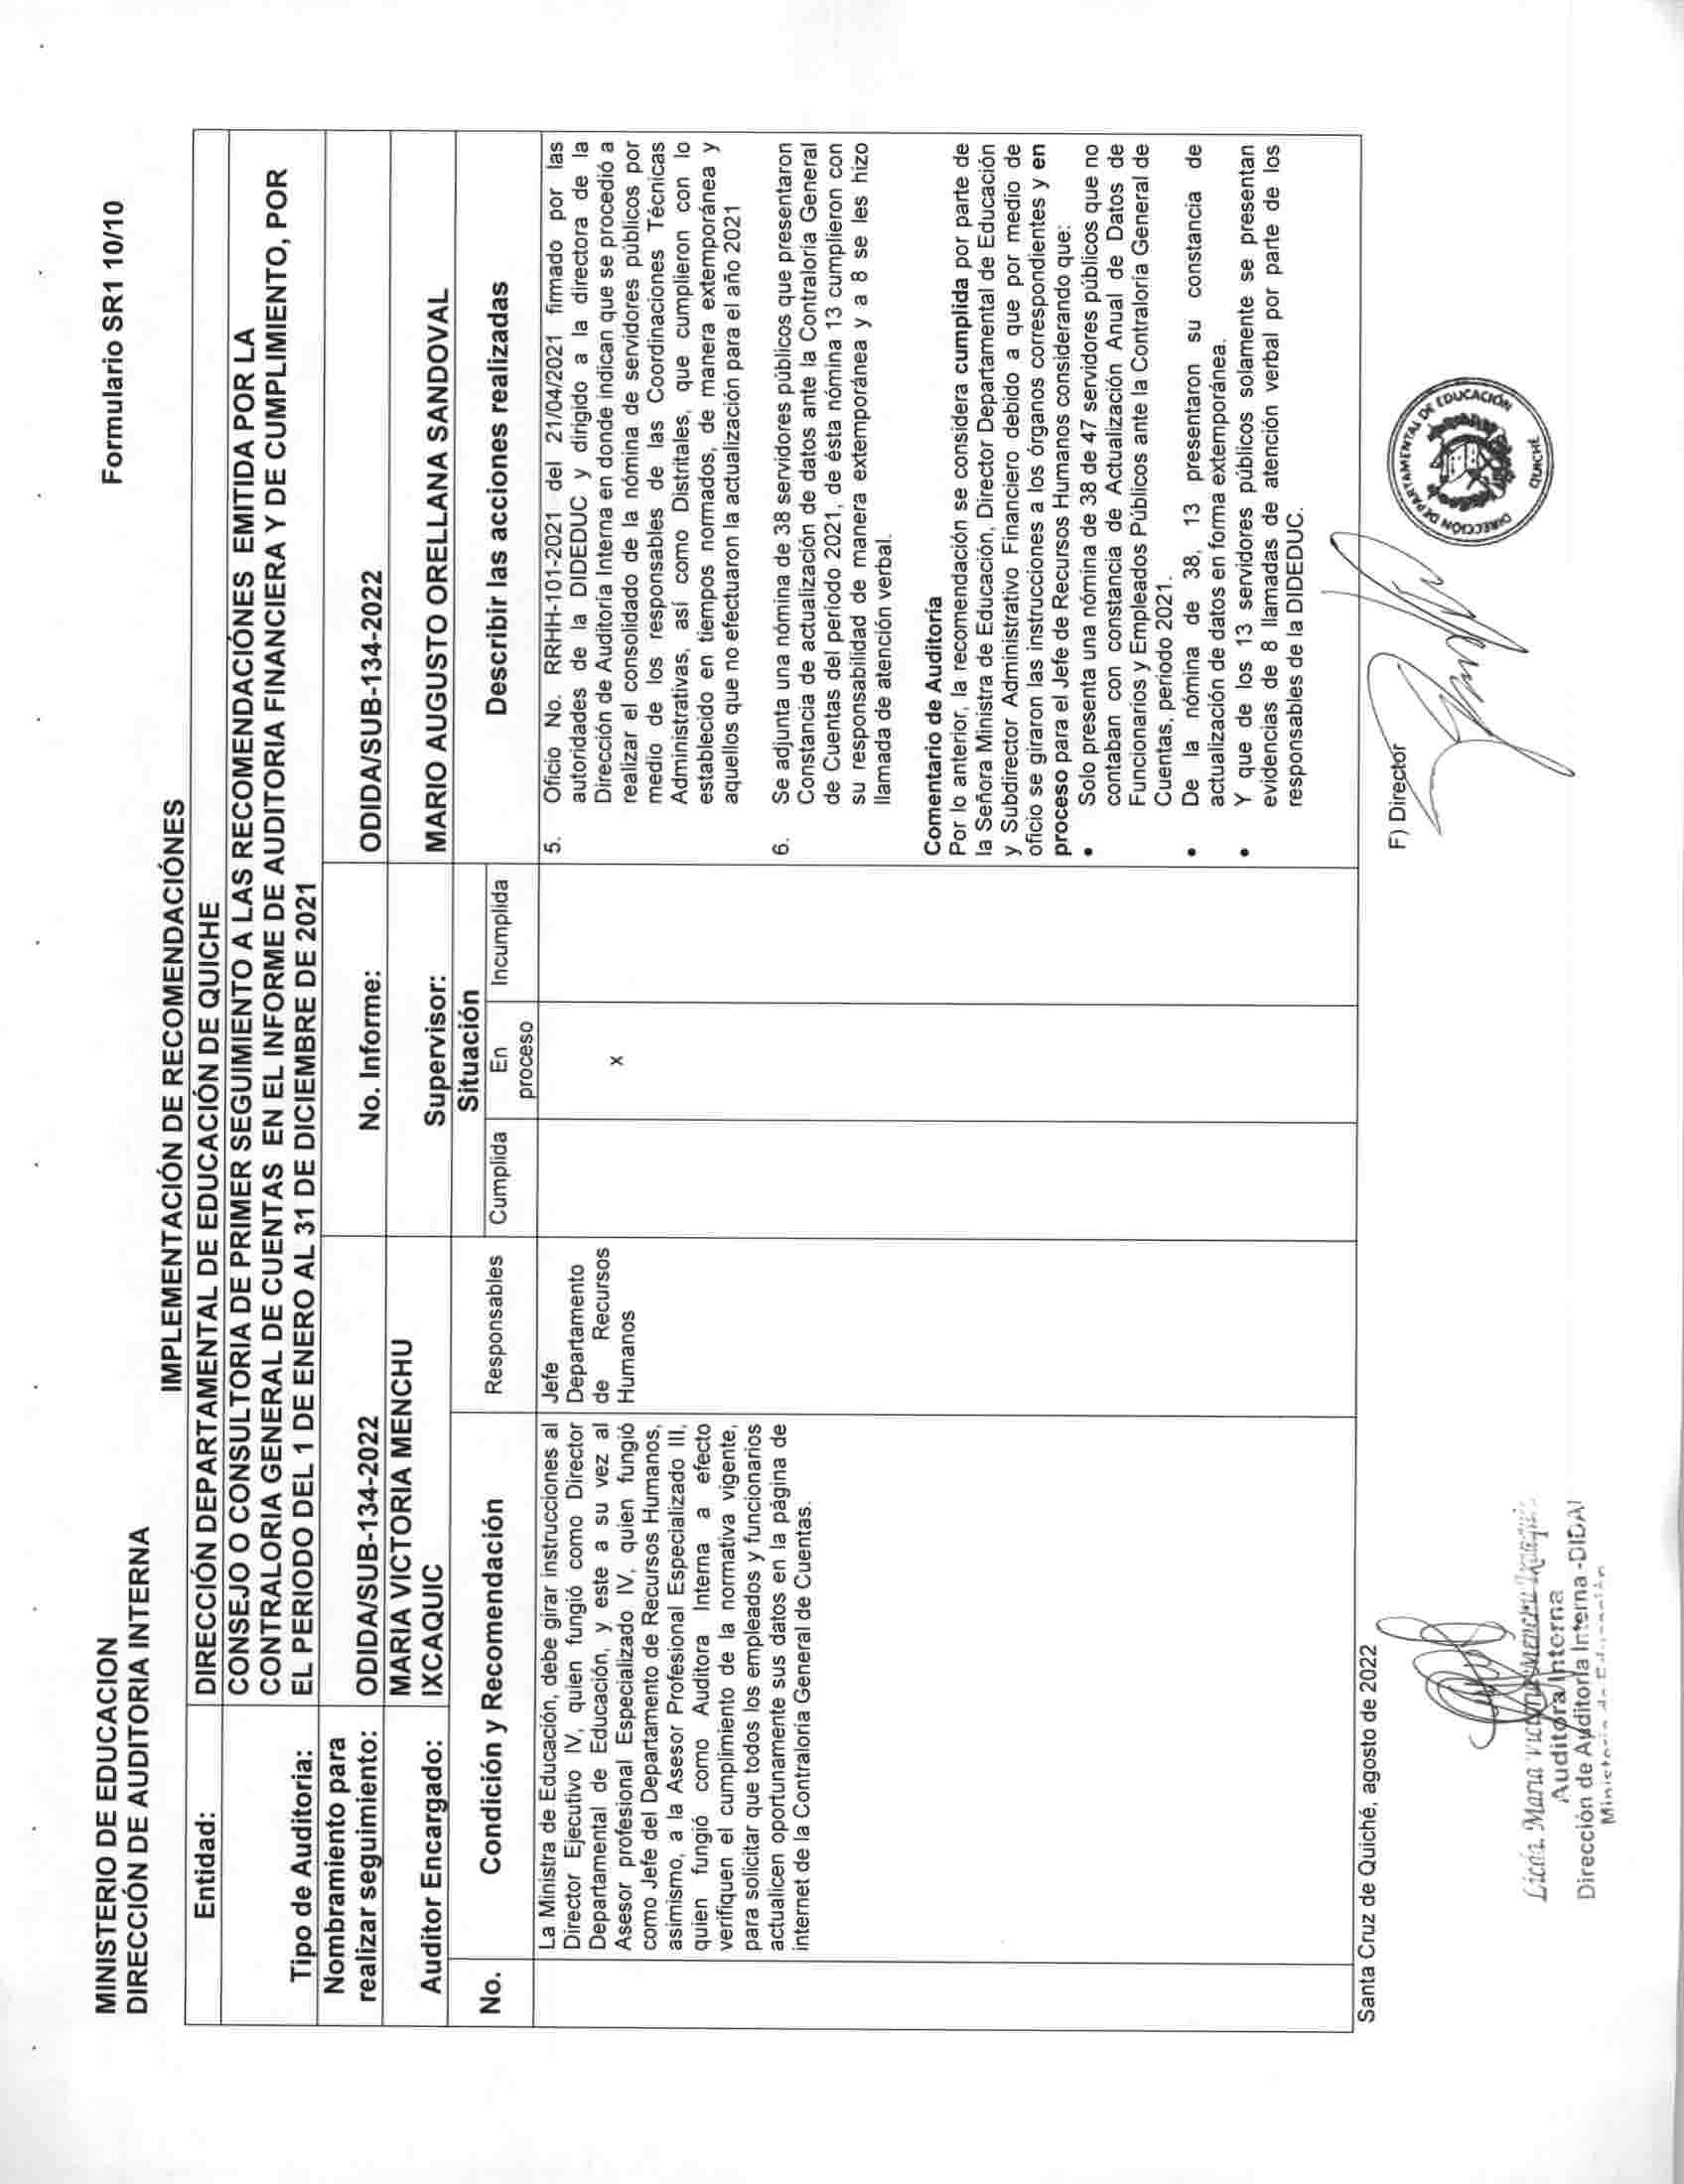 MINISTERIO DE EDUCACION
DIRECCIÓN DE AUDITORIA INTERNA
Formulario SR1 10/10
IMPLEMENTACIÓN DE RECOMENDACIÓNES
Entidad:
DIRECCIÓN DEPARTAMENTAL DE EDUCACIÓN DE QUICHE
Tipo de Auditoria:
CONSEJO O CONSULTORIA DE PRIMER SEGUIMIENTO A LAS RECOMENDACIÓNES EMITIDA POR LA
CONTRALORIA GENERAL DE CUENTAS EN EL INFORME DE AUDITORIA FINANCIERA Y DE CUMPLIMIENTO, POR
EL PERIODO DEL 1 DE ENERO AL 31 DE DICIEMBRE DE 2021
Nombramiento para
realizar seguimiento:
ODIDA/SUB-134-2022
No. Informe:
ODIDA/SUB-134-2022
Auditor Encargado:
MARIA VICTORIA MENCHU
IXCAQUIC
Supervisor:
MARIO AUGUSTO ORELLANA SANDOVAL
No.
Condición y Recomendación
Responsables
Situación
Cumplida
En
proceso
Incumplida
Describir las acciones realizadas
La Ministra de Educación, debe girar instrucciones al
Director Ejecutivo IV, quien fungió como Director
Departamental de Educación, y este a su vez al
Asesor profesional Especializado IV, quien fungió
como Jefe del Departamento de Recursos Humanos,
asimismo, a la Asesor Profesional Especializado III,
quien fungió como Auditora Interna a efecto
verifiquen el cumplimiento de la normativa vigente,
para solicitar que todos los empleados y funcionarios
actualicen oportunamente sus datos en la página de
internet de la Contraloría General de Cuentas.
Jefe
Departamento
de Recursos
Humanos
x
5. Oficio No. RRHH-101-2021 del 21/04/2021 firmado por las
autoridades de la DIDEDUC y dirigido a la directora de la
Dirección de Auditoria Interna en donde indican que se procedió a
realizar el consolidado de la nómina de servidores públicos por
medio de los responsables de las Coordinaciones Técnicas
Administrativas, así como Distritales, que cumplieron con lo
establecido en tiempos normados, de manera extemporánea y
aquellos que no efectuaron la actualización para el año 2021
6. Se adjunta una nómina de 38 servidores públicos que presentaron
Constancia de actualización de datos ante la Contraloría General
de Cuentas del período 2021, de ésta nómina 13 cumplieron con
su responsabilidad de manera extemporánea y a 8 se les hizo
llamada de atención verbal.
Comentario de Auditoría
Por lo anterior, la recomendación se considera cumplida por parte de
la Señora Ministra de Educación, Director Departamental de Educación
y Subdirector Administrativo Financiero debido a que por medio de
oficio se giraron las instrucciones a los órganos correspondientes y en
proceso para el Jefe de Recursos Humanos considerando que:
• Solo presenta una nómina de 38 de 47 servidores públicos que no
contaban con constancia de Actualización Anual de Datos de
Funcionarios y Empleados Públicos ante la Contraloría General de
Cuentas, período 2021.
• De la nómina de 38, 13 presentaron su constancia de
actualización de datos en forma extemporánea.
• Y que de los 13 servidores públicos solamente se presentan
evidencias de 8 llamadas de atención verbal por parte de los
responsables de la DIDEDUC.
Santa Cruz de Quiché, agosto de 2022
Licda. Maria Victoria Menchú Ixcaquic
Auditora Interna
Dirección de Auditoría Interna -DIDAI
Ministerio de Educación
F) Director
DIRECCIÓN DEPARTAMENTAL DE EDUCACIÓN
QUICHÉ